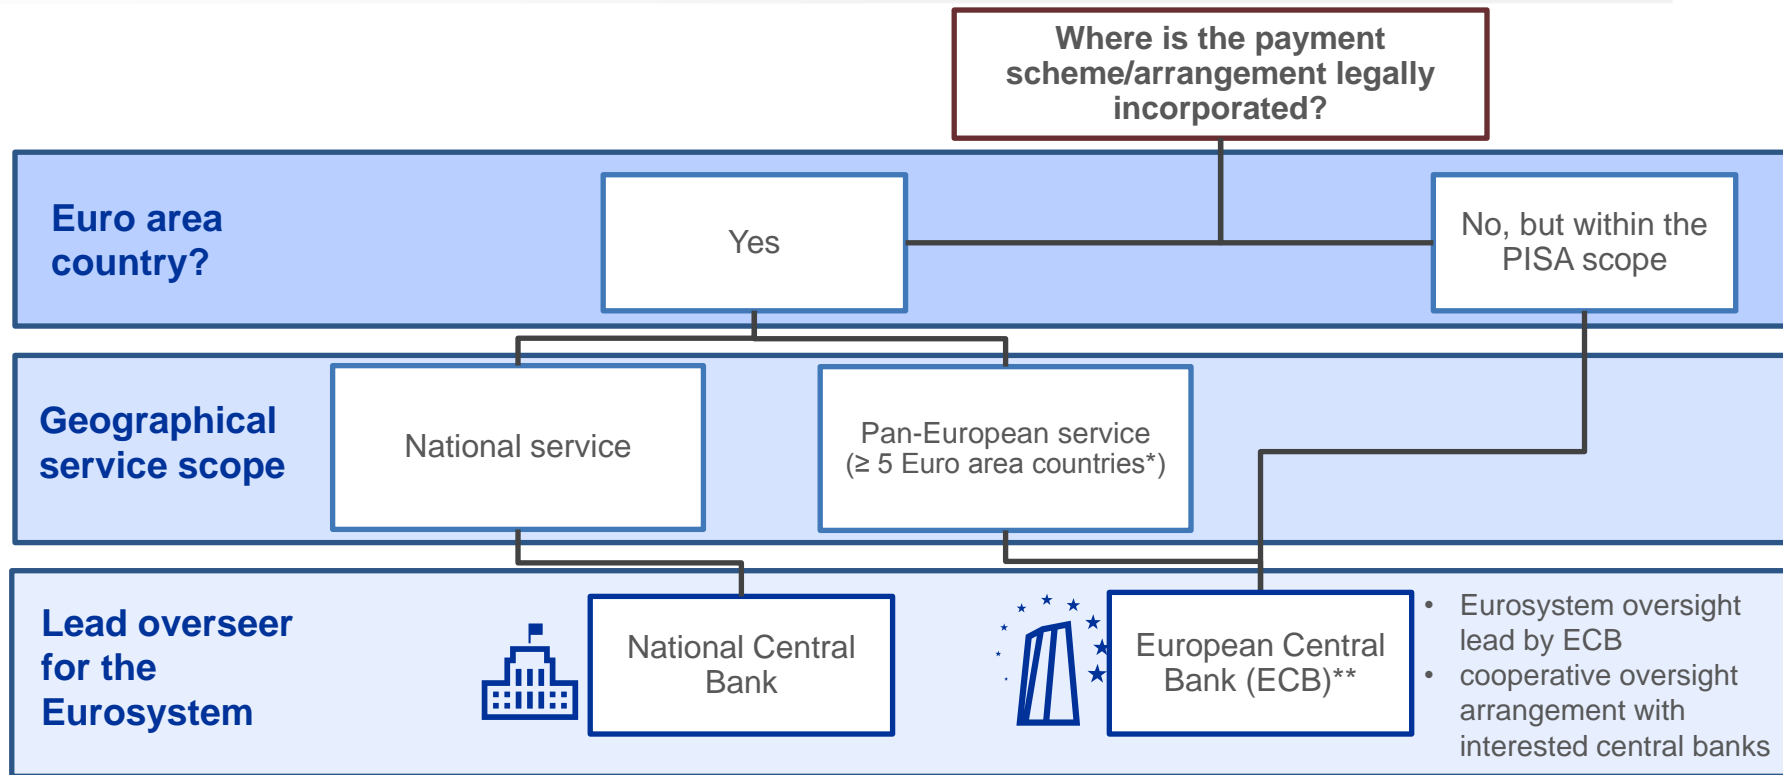 Where is the payment
scheme/arrangement legally
incorporated?
Euro area
country?
Yes
No, but within the
PISA scope
Geographical
service scope
National service
Pan-European service
(≥ 5 Euro area countries*)
Lead overseer
for the
Eurosystem
National Central
Bank
European Central
Bank (ECB)**
• Eurosystem oversight
lead by ECB
• cooperative oversight
arrangement with
interested central banks